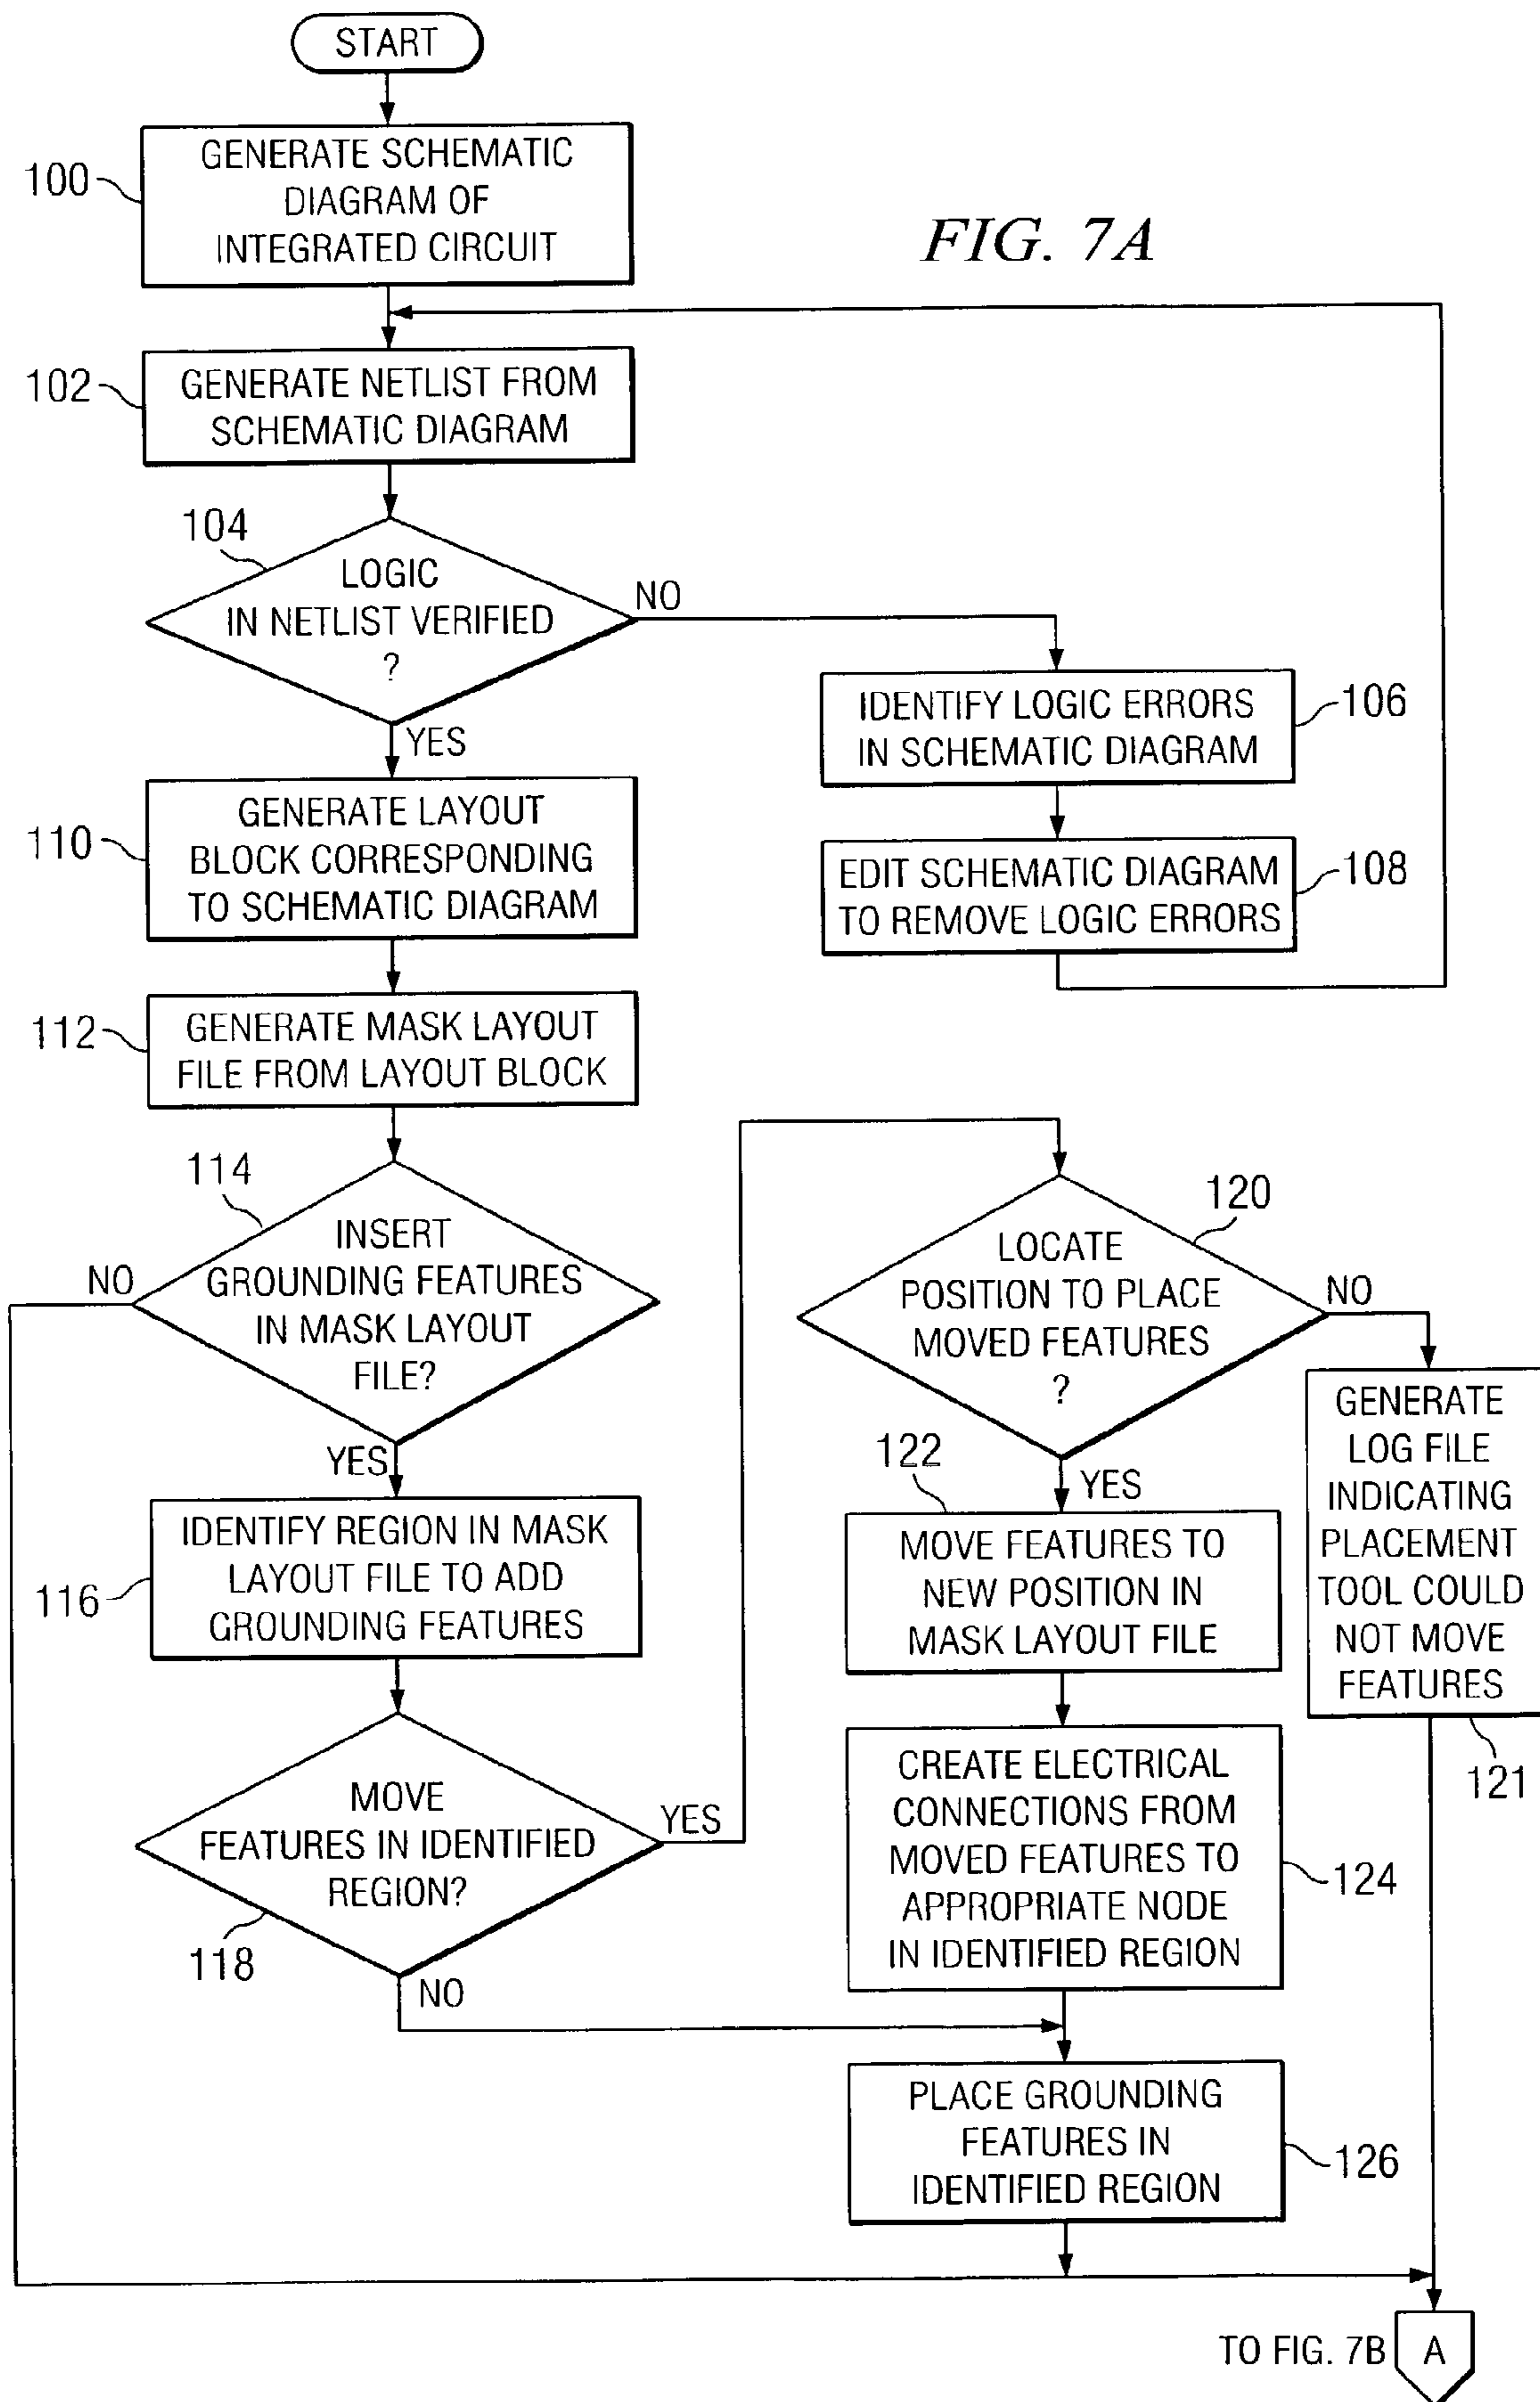 START
100
GENERATE SCHEMATIC
DIAGRAM OF
INTEGRATED CIRCUIT
FIG. 7A
102
GENERATE NETLIST FROM
SCHEMATIC DIAGRAM
104
LOGIC
IN NETLIST VERIFIED
?
NO
YES
IDENTIFY LOGIC ERRORS
IN SCHEMATIC DIAGRAM
106
EDIT SCHEMATIC DIAGRAM
TO REMOVE LOGIC ERRORS
108
110
GENERATE LAYOUT
BLOCK CORRESPONDING
TO SCHEMATIC DIAGRAM
112
GENERATE MASK LAYOUT
FILE FROM LAYOUT BLOCK
114
INSERT
GROUNDING FEATURES
IN MASK LAYOUT
FILE?
NO
YES
116
IDENTIFY REGION IN MASK
LAYOUT FILE TO ADD
GROUNDING FEATURES
MOVE
FEATURES IN IDENTIFIED
REGION?
118
YES
NO
120
LOCATE
POSITION TO PLACE
MOVED FEATURES
?
NO
YES
GENERATE
LOG FILE
INDICATING
PLACEMENT
TOOL COULD
NOT MOVE
FEATURES
121
122
MOVE FEATURES TO
NEW POSITION IN
MASK LAYOUT FILE
CREATE ELECTRICAL
CONNECTIONS FROM
MOVED FEATURES TO
APPROPRIATE NODE
IN IDENTIFIED REGION
124
PLACE GROUNDING
FEATURES IN
IDENTIFIED REGION
126
TO FIG. 7B
A